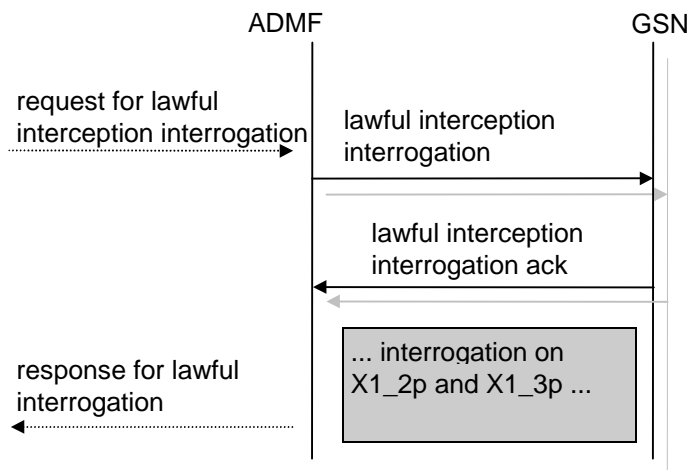 ADMF
GSN
request for lawful
interception interrogation
lawful interception
interrogation
lawful interception
interrogation ack
... interrogation on
X1_2p and X1_3p ...
response for lawful
interrogation